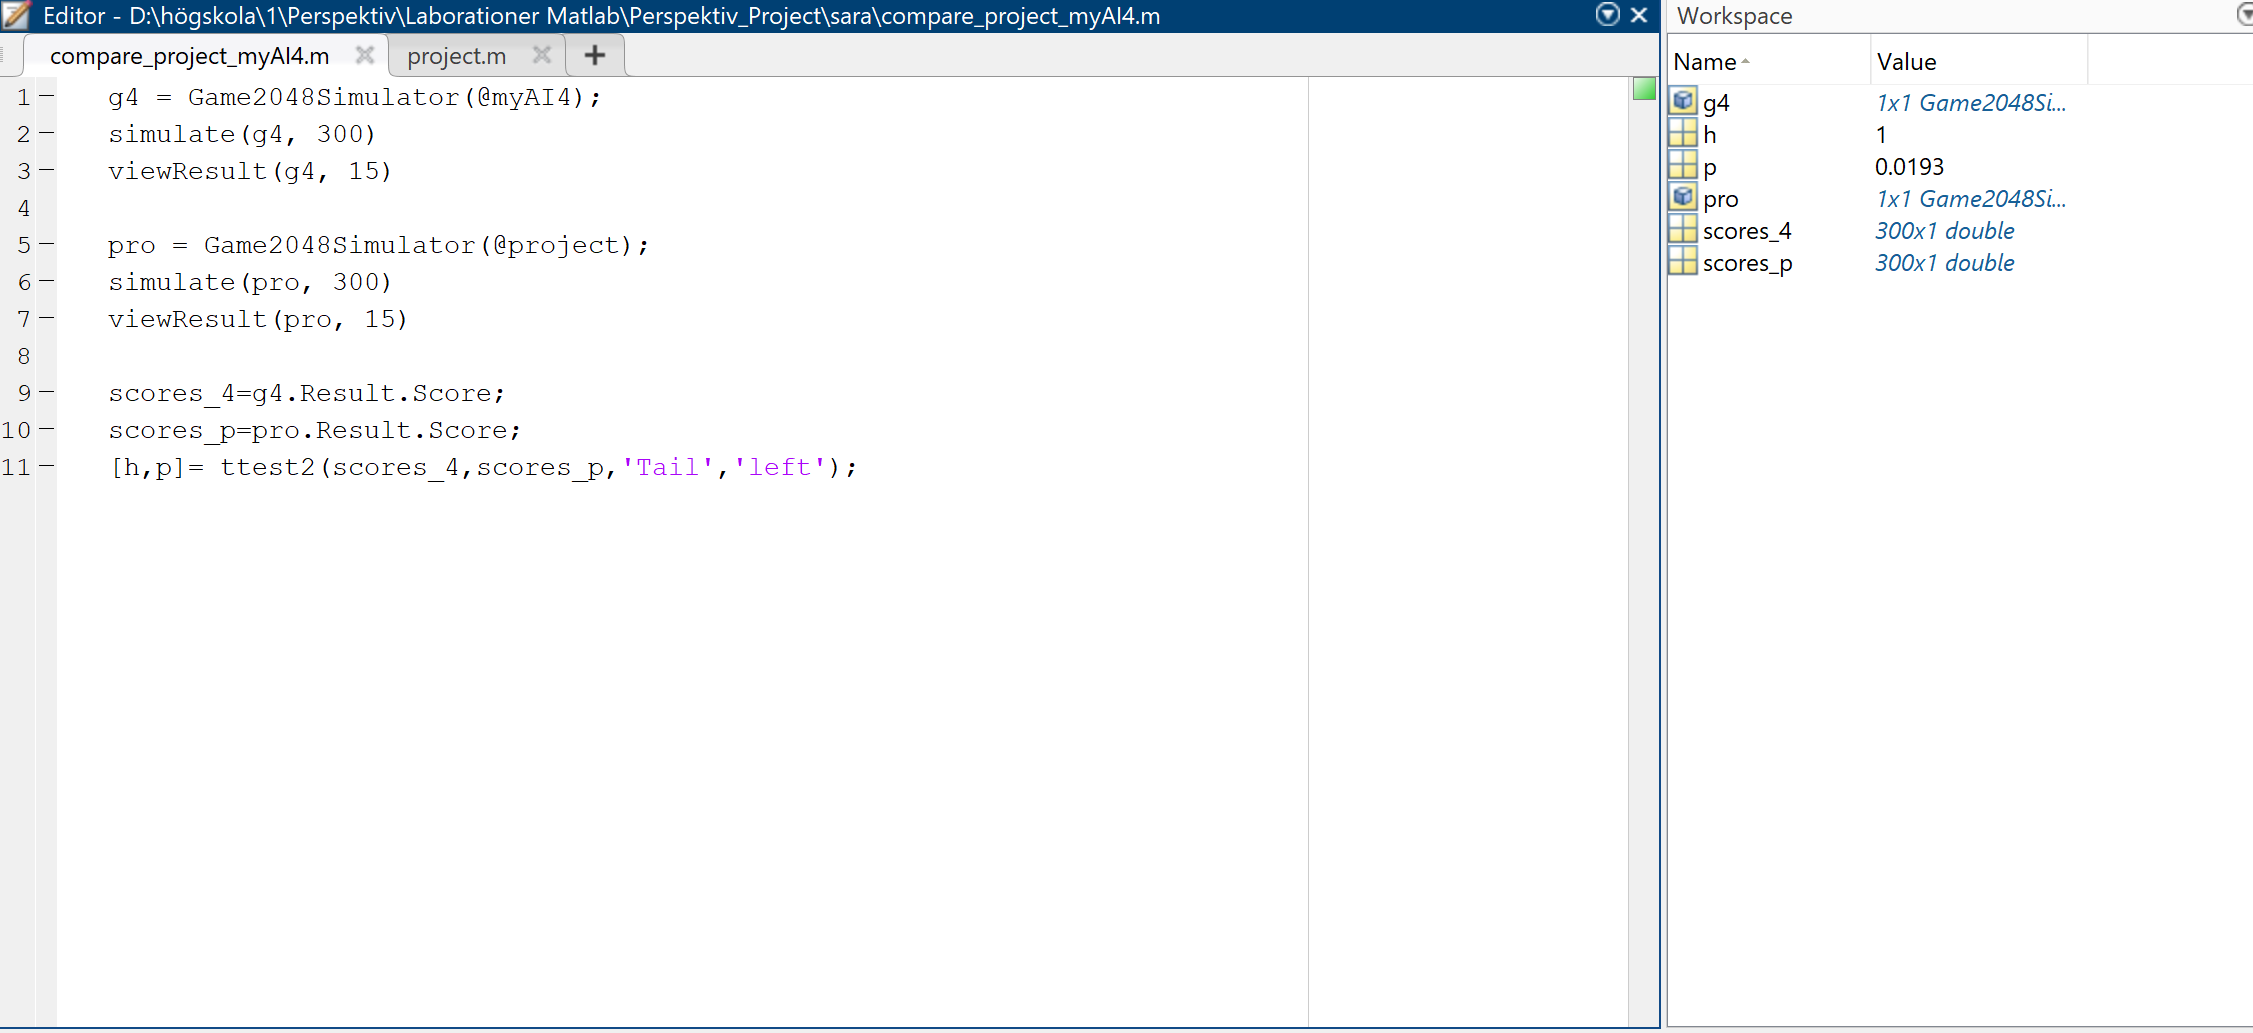 Editor - D:\högskola\1\Perspektiv\Laborationer Matlab\Perspektiv_Project\sara\compare_project_myAI4.m
compare_project_myAI4.m project.m +
1 g4 = Game2048Simulator(@myAI4);
2 simulate(g4, 300)
3 viewResult(g4, 15)
4
5 pro = Game2048Simulator(@project);
6 simulate(pro, 300)
7 viewResult(pro, 15)
8
9 scores_4=g4.Result.Score;
10 scores_p=pro.Result.Score;
11 [h,p]= ttest2(scores_4,scores_p,'Tail','left');
Workspace
Name Value
g4 1x1 Game2048Si...
h 1
p 0.0193
pro 1x1 Game2048Si...
scores_4 300x1 double
scores_p 300x1 double